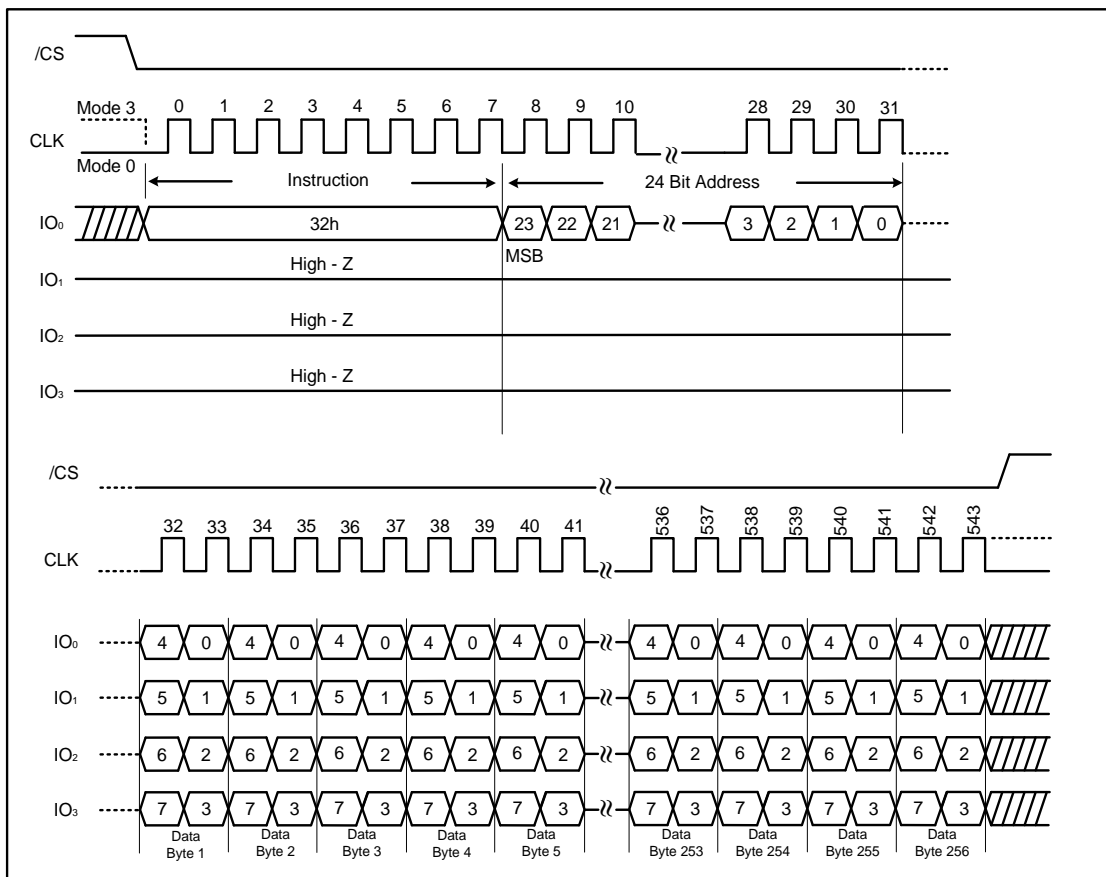 /CS
Mode 3 0 1 2 3 4 5 6 7 8 9 10 28 29 30 31
CLK
Mode 0
Instruction 24 Bit Address
IO₀ 32h 23 22 21 3 2 1 0
MSB
High - Z
IO₁
High - Z
IO₂
High - Z
IO₃
/CS
32 33 34 35 36 37 38 39 40 41 536 537 538 539 540 541 542 543
CLK
IO₀ 4 0 4 0 4 0 4 0 4 0 4 0 4 0 4 0 4 0
IO₁ 5 1 5 1 5 1 5 1 5 1 5 1 5 1 5 1 5 1
IO₂ 6 2 6 2 6 2 6 2 6 2 6 2 6 2 6 2 6 2
IO₃ 7 3 7 3 7 3 7 3 7 3 7 3 7 3 7 3 7 3
Data Data Data Data Data Data Data Data Data
Byte 1 Byte 2 Byte 3 Byte 4 Byte 5 Byte 253 Byte 254 Byte 255 Byte 256